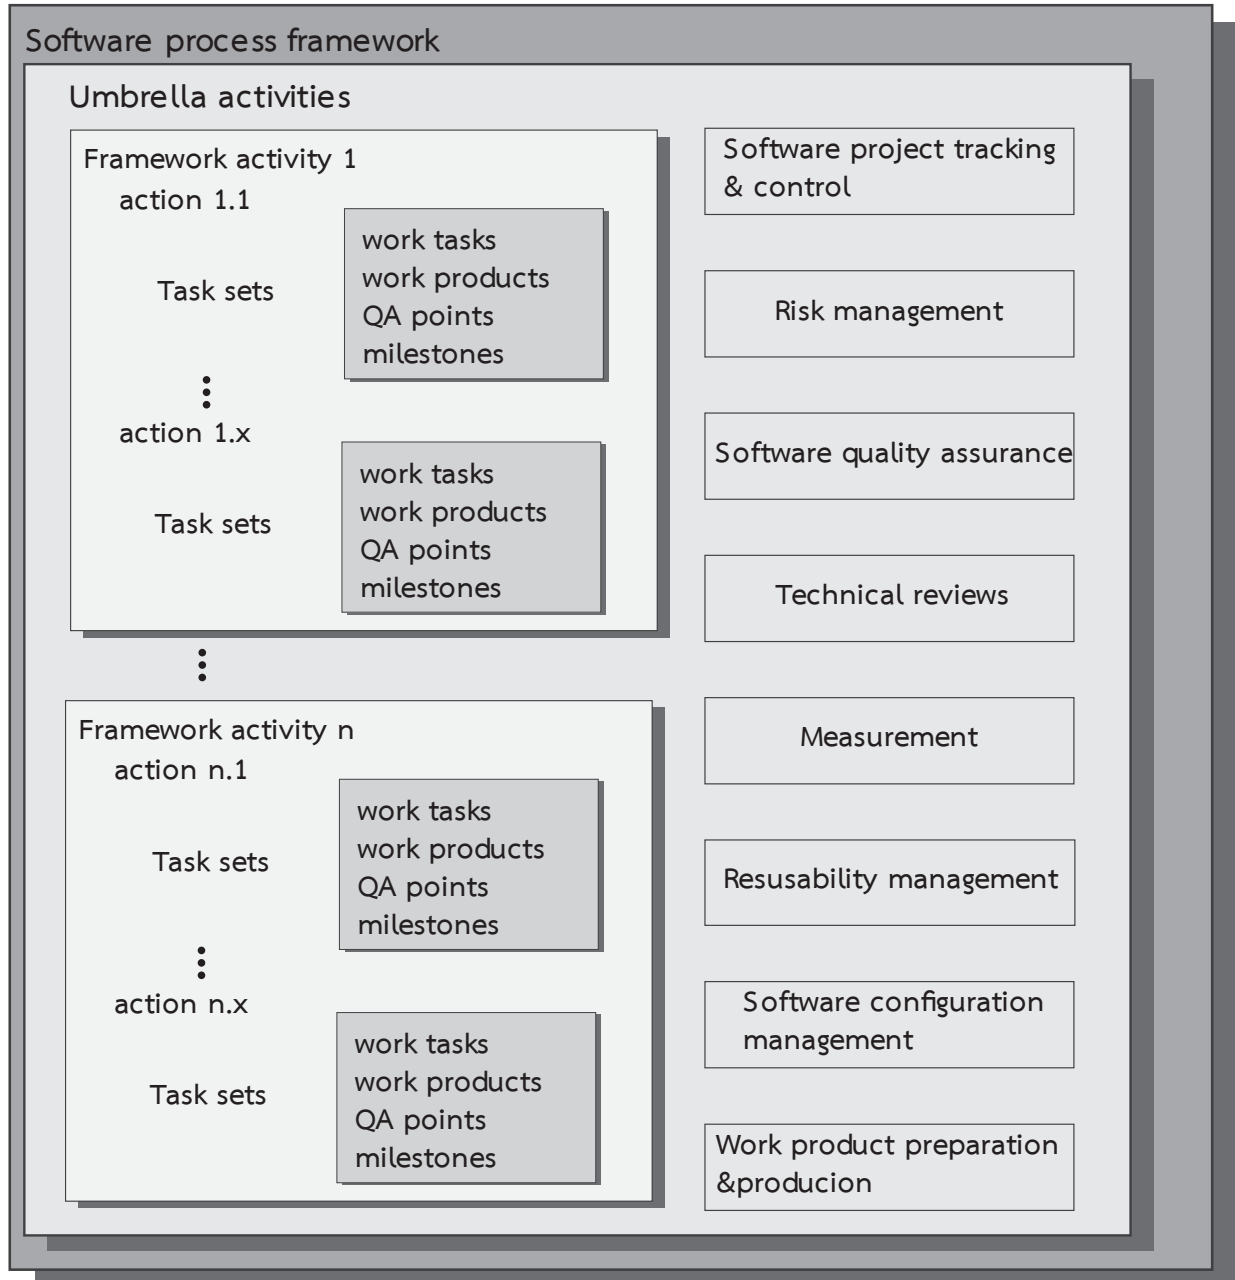 Software process framework
Umbrella activities
Framework activity 1
action 1.1
Task sets
work tasks
work products
QA points
milestones
action 1.x
Task sets
work tasks
work products
QA points
milestones
Framework activity n
action n.1
Task sets
work tasks
work products
QA points
milestones
action n.x
Task sets
work tasks
work products
QA points
milestones
Software project tracking
& control
Risk management
Software quality assurance
Technical reviews
Measurement
Resusability management
Software configuration
management
Work product preparation
&producion